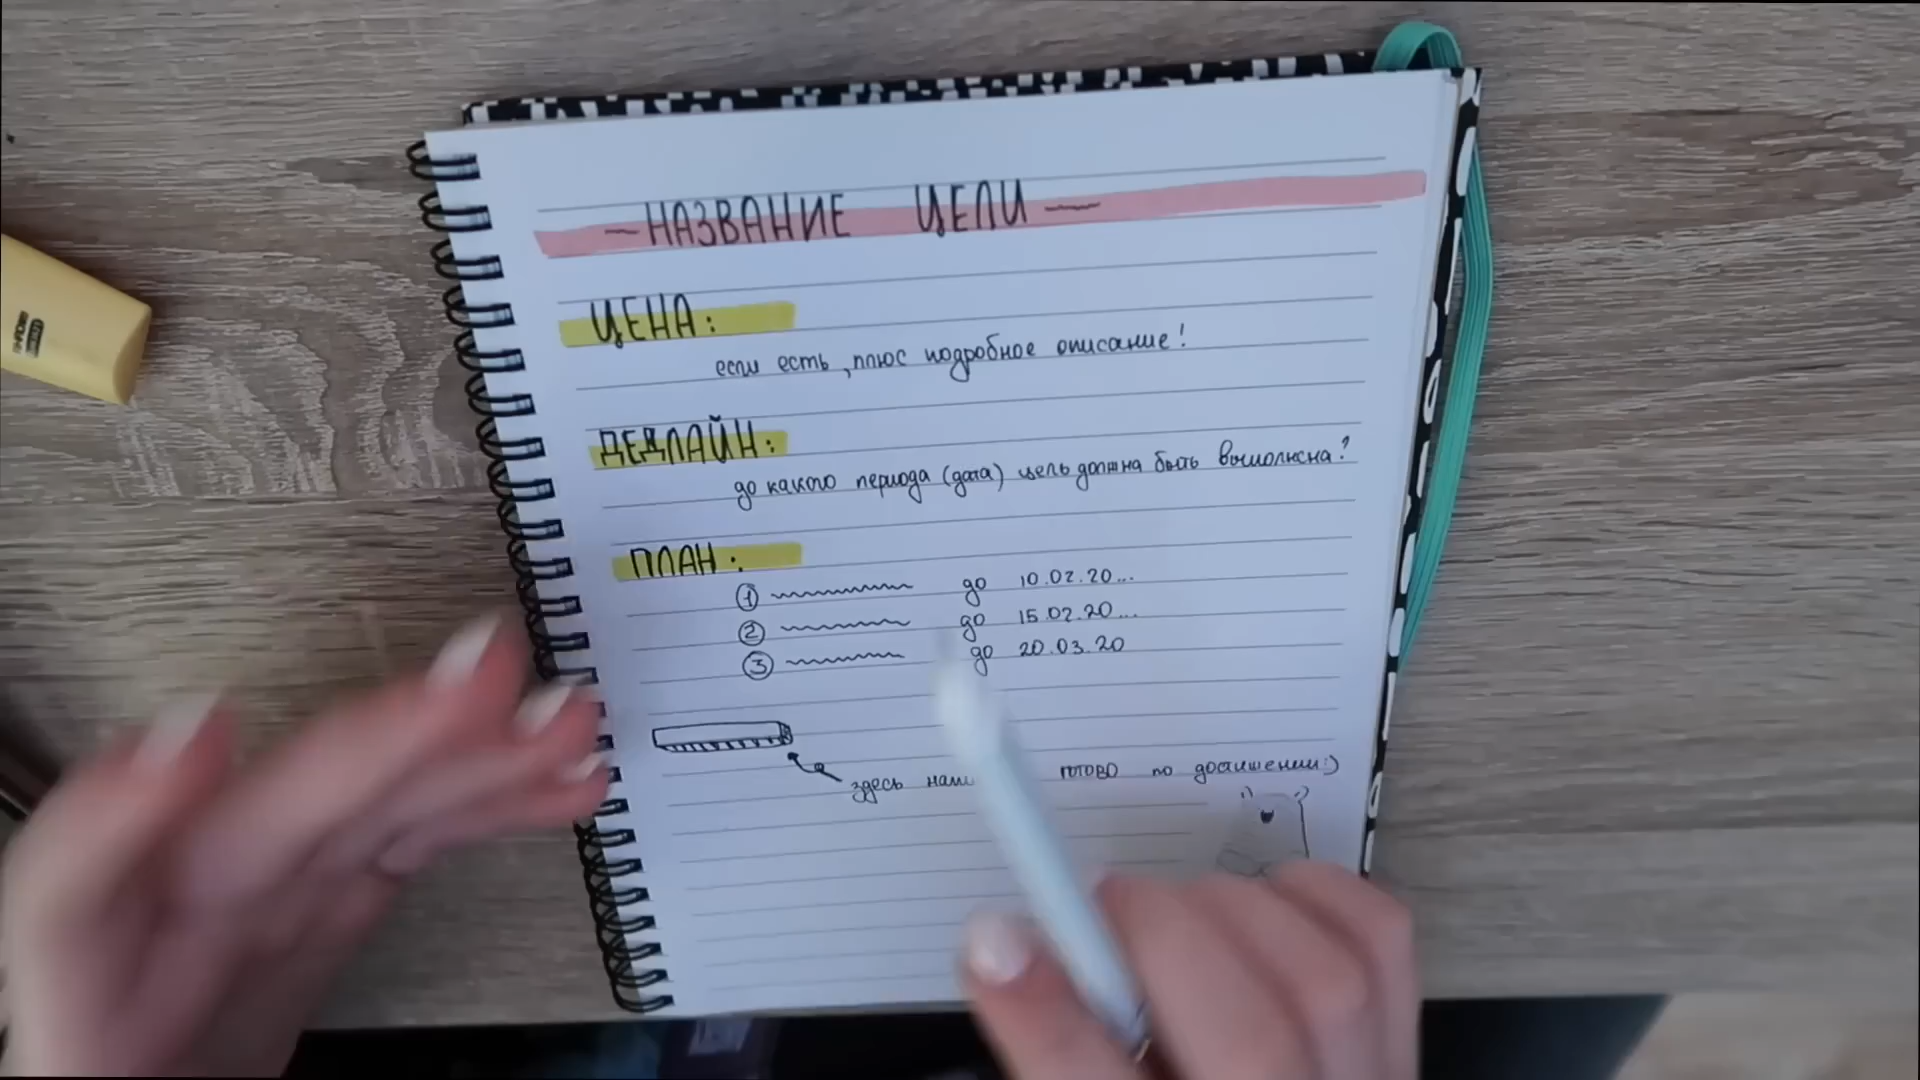 ~ НАЗВАНИЕ ЦЕЛИ ~
ЦЕНА:
если есть, плюс подробное описание!
ДЕДЛАЙН:
до какого периода (дата) цель должна быть выполнена?
ПЛАН:
① до 10.02.20...
② до 15.02.20...
③ до 20.03.20
здесь готово по достижении:)